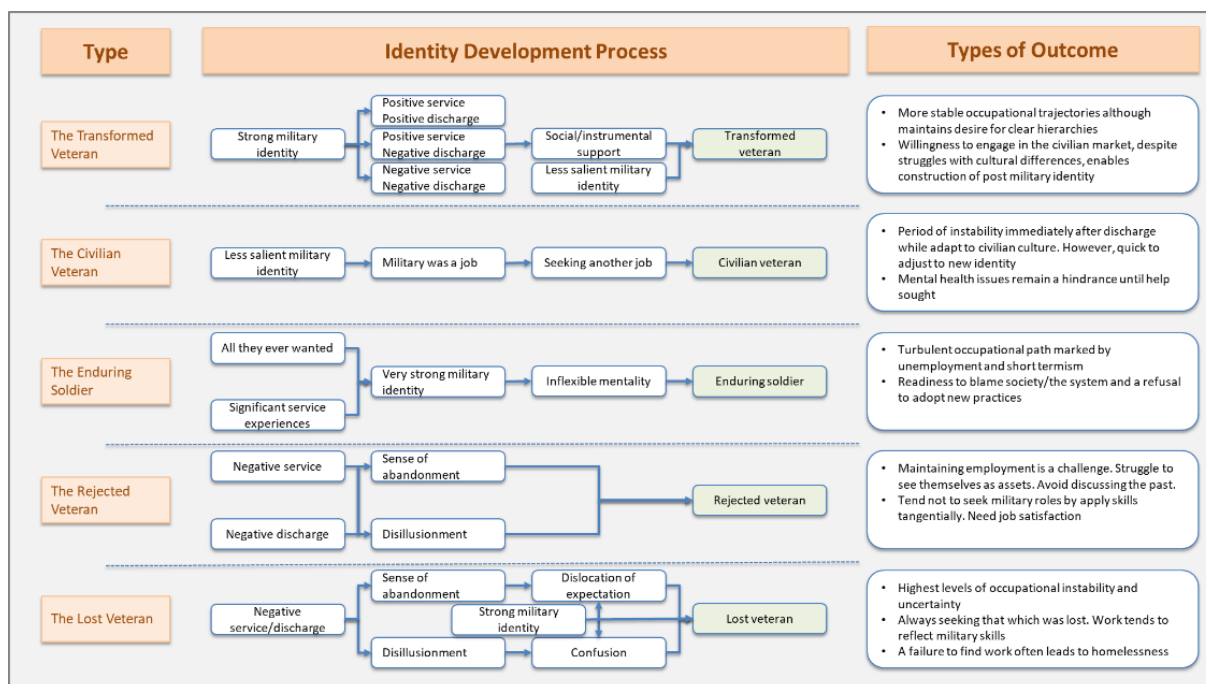 Type
Identity Development Process
Types of Outcome
The Transformed
Veteran
Strong military
identity
Positive service
Positive discharge
Positive service
Negative discharge
Negative service
Negative discharge
Social/instrumental
support
Less salient military
identity
Transformed
veteran
• More stable occupational trajectories although
maintains desire for clear hierarchies
• Willingness to engage in the civilian market, despite
struggles with cultural differences, enables
construction of post military identity
The Civilian
Veteran
Less salient military
identity
Military was a job
Seeking another job
Civilian veteran
• Period of instability immediately after discharge
while adapt to civilian culture. However, quick to
adjust to new identity
• Mental health issues remain a hindrance until help
sought
The Enduring
Soldier
All they ever wanted
Significant service
experiences
Very strong military
identity
Inflexible mentality
Enduring soldier
• Turbulent occupational path marked by
unemployment and short termism
• Readiness to blame society/the system and a refusal
to adopt new practices
The Rejected
Veteran
Negative service
Negative discharge
Sense of
abandonment
Disillusionment
Rejected veteran
• Maintaining employment is a challenge. Struggle to
see themselves as assets. Avoid discussing the past.
• Tend not to seek military roles by apply skills
tangentially. Need job satisfaction
The Lost Veteran
Negative
service/discharge
Sense of
abandonment
Disillusionment
Dislocation of
expectation
Strong military
identity
Confusion
Lost veteran
• Highest levels of occupational instability and
uncertainty
• Always seeking that which was lost. Work tends to
reflect military skills
• A failure to find work often leads to homelessness